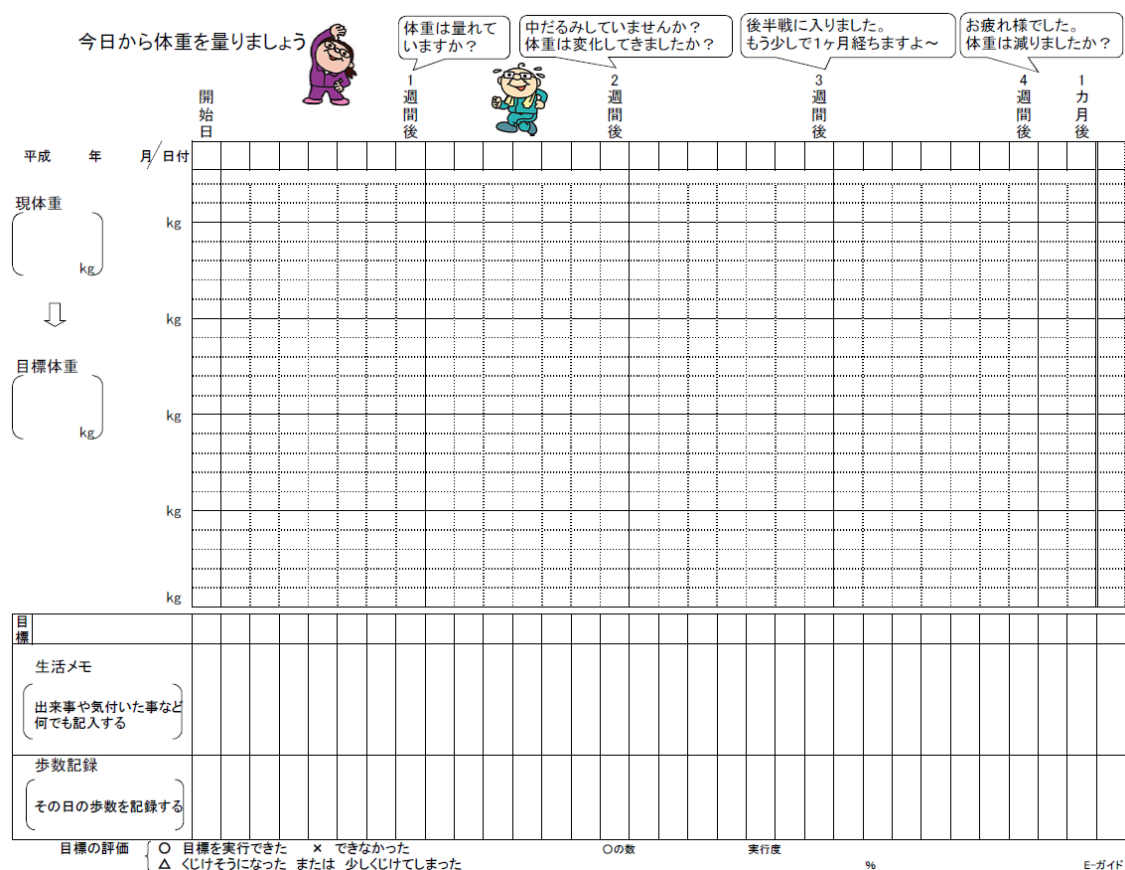 今日から体重を量りましょう
体重は量れて
いますか？
中だるみしていませんか？
体重は変化してきましたか？
後半戦に入りました。
もう少しで1ヶ月経ちますよ～
お疲れ様でした。
体重は減りましたか？
開始日
1週間後
2週間後
3週間後
4週間後
1カ月後
平成 年 月/日付
現体重
kg
kg
kg
目標体重
kg
kg
kg
kg
目標
生活メモ
出来事や気付いた事など
何でも記入する
歩数記録
その日の歩数を記録する
目標の評価 ○ 目標を実行できた × できなかった ○の数 実行度
△ くじけそうになった または 少しくじけてしまった % E-ガイド